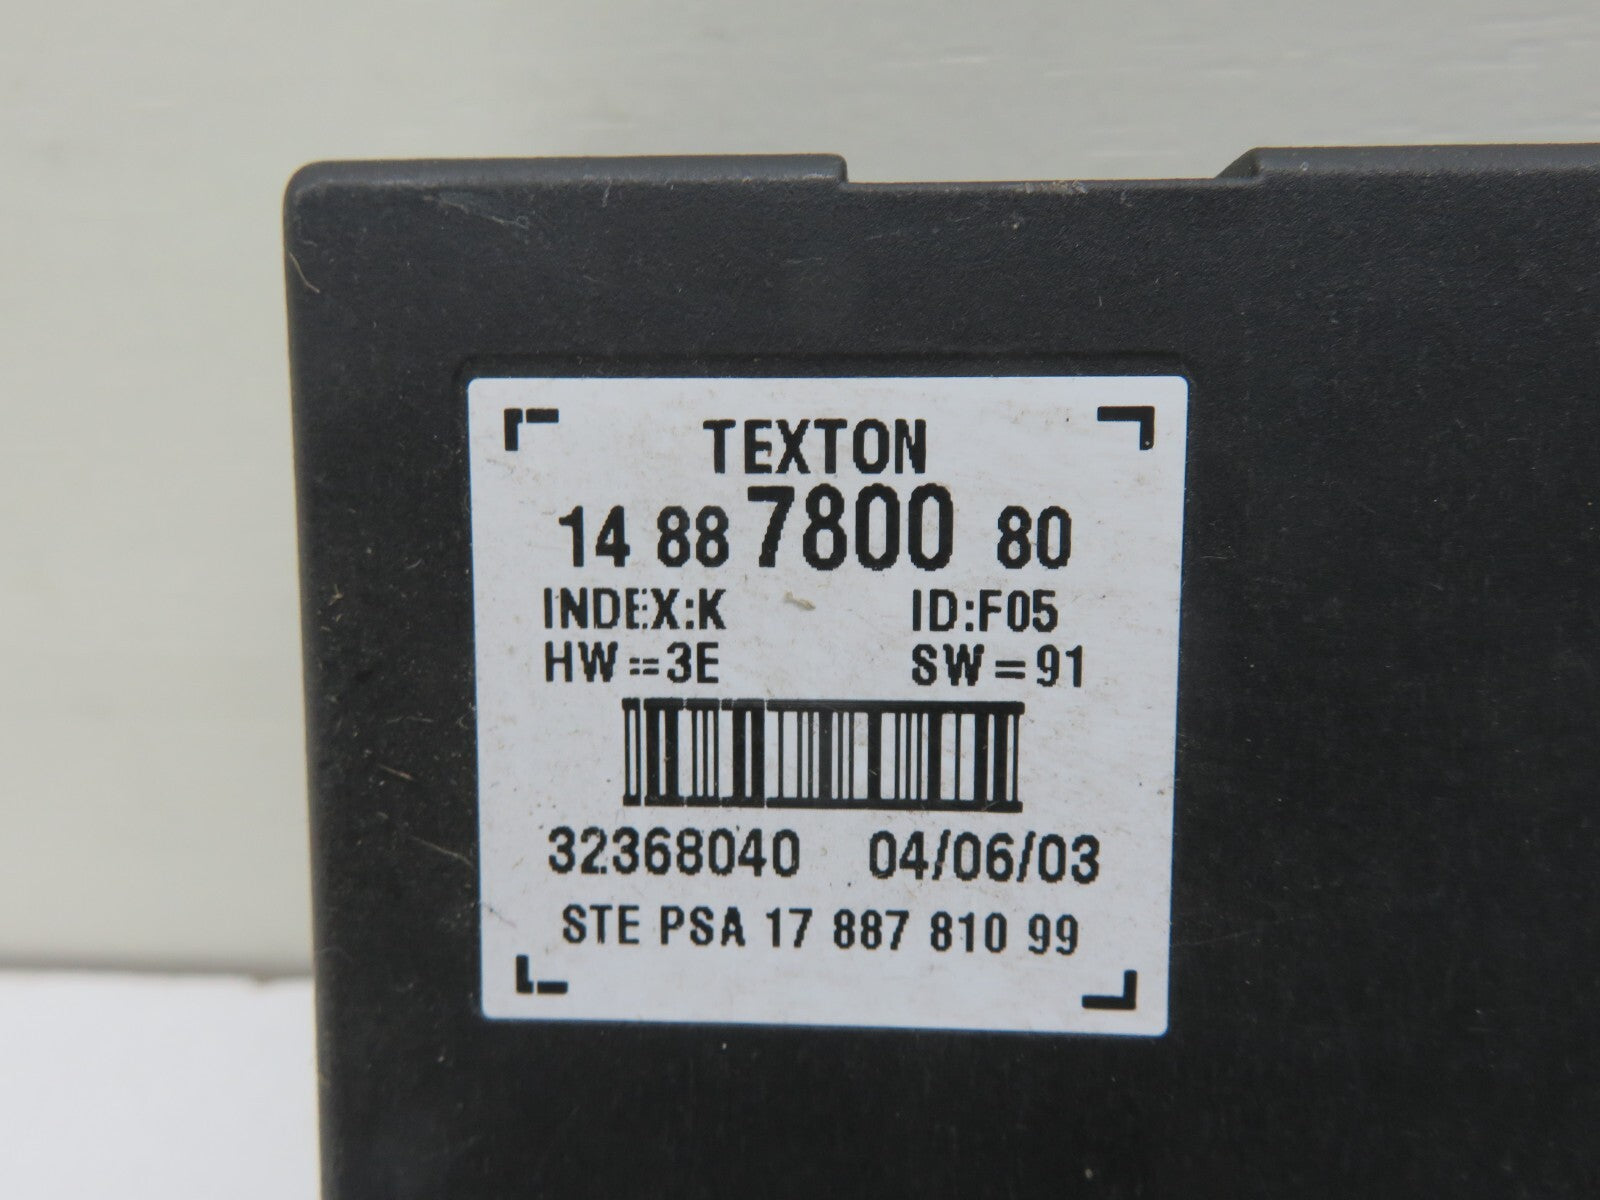 TEXTON
14 88 7800 80
INDEX:K ID:F05
HW=3E SW=91
32368040 04/06/03
STE PSA 17 887 810 99